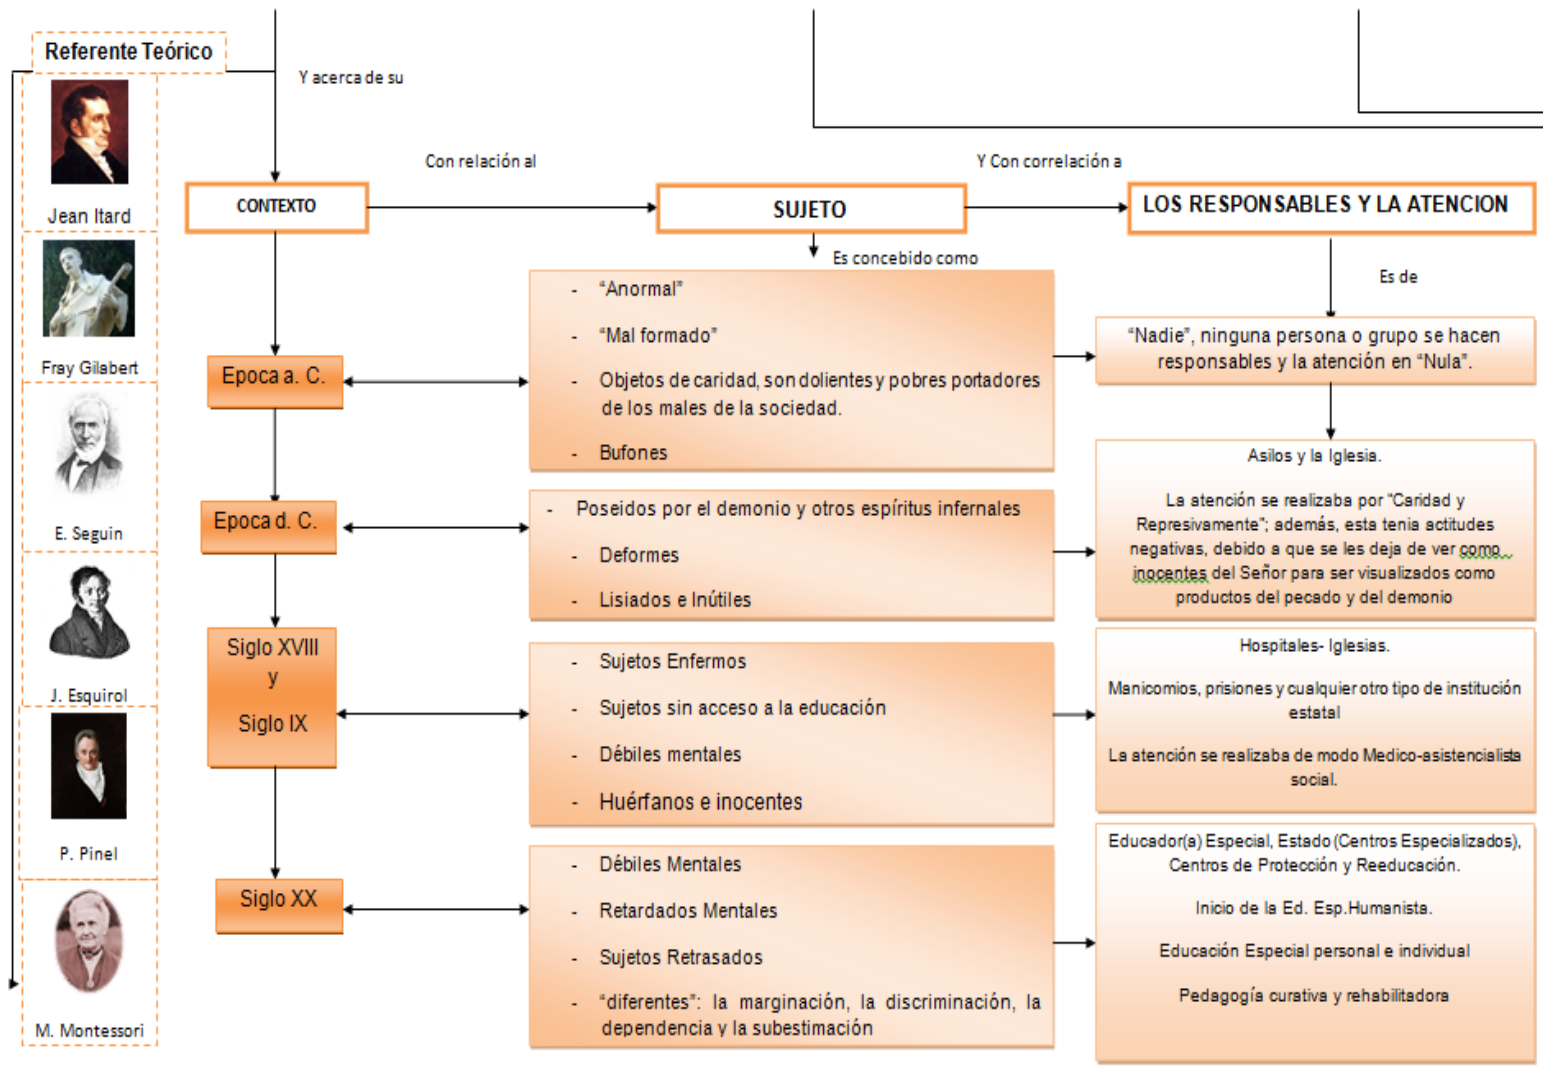 Referente Teórico
Jean Itard
Fray Gilabert
E. Seguin
J. Esquirol
P. Pinel
M. Montessori
Y acerca de su
Con relación al
Y Con correlación a
CONTEXTO
SUJETO
LOS RESPONSABLES Y LA ATENCION
Es concebido como
Es de
Epoca a. C.
- “Anormal”
- “Mal formado”
- Objetos de caridad, son dolientes y pobres portadores
de los males de la sociedad.
- Bufones
“Nadie”, ninguna persona o grupo se hacen
responsables y la atención en “Nula”.
Epoca d. C.
- Poseidos por el demonio y otros espíritus infernales
- Deformes
- Lisiados e Inútiles
Asilos y la Iglesia.
La atención se realizaba por “Caridad y
Represivamente”; además, esta tenia actitudes
negativas, debido a que se les deja de ver como
inocentes del Señor para ser visualizados como
productos del pecado y del demonio
Siglo XVIII
y
Siglo IX
- Sujetos Enfermos
- Sujetos sin acceso a la educación
- Débiles mentales
- Huérfanos e inocentes
Hospitales- Iglesias.
Manicomios, prisiones y cualquier otro tipo de institución
estatal
La atención se realizaba de modo Medico-asistencialista
social.
Siglo XX
- Débiles Mentales
- Retardados Mentales
- Sujetos Retrasados
- “diferentes”: la marginación, la discriminación, la
dependencia y la subestimación
Educador(a) Especial, Estado (Centros Especializados),
Centros de Protección y Reeducación.
Inicio de la Ed. Esp.Humanista.
Educación Especial personal e individual
Pedagogía curativa y rehabilitadora